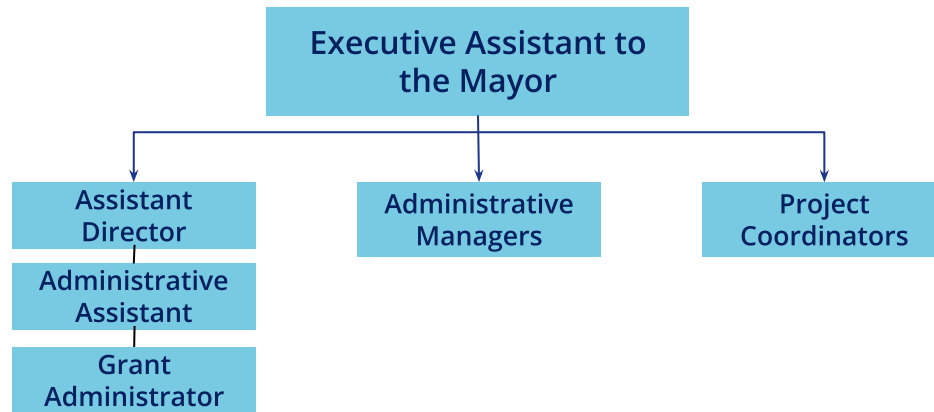 Executive Assistant to
the Mayor
Assistant
Director
Administrative
Managers
Project
Coordinators
Administrative
Assistant
Grant
Administrator